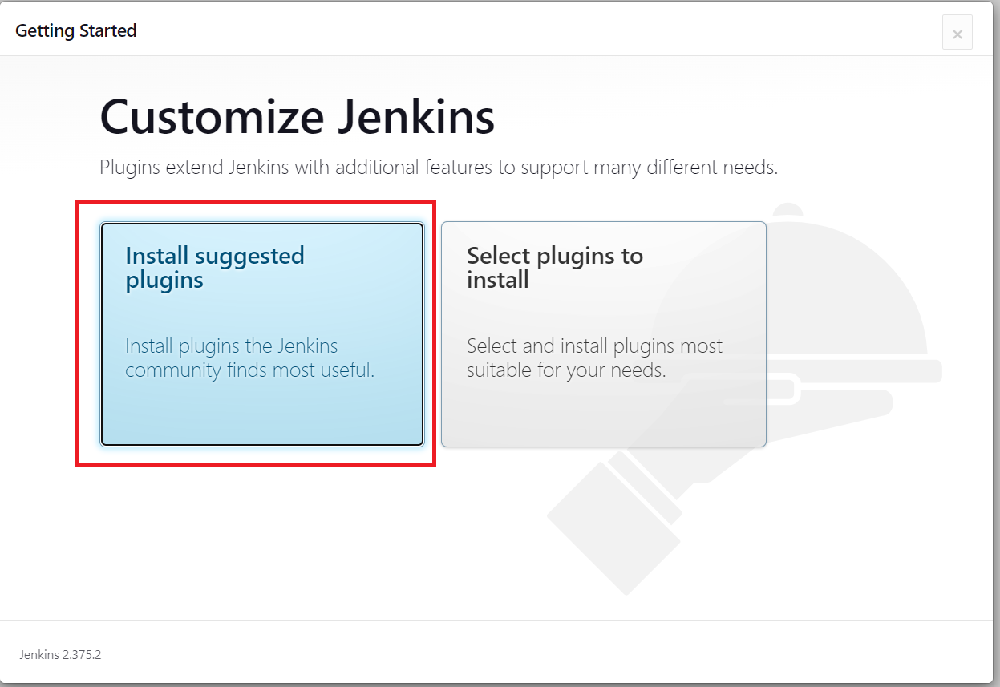 Getting Started
×
Customize Jenkins
Plugins extend Jenkins with additional features to support many different needs.
Install suggested
plugins
Install plugins the Jenkins
community finds most useful.
Select plugins to
install
Select and install plugins most
suitable for your needs.
Jenkins 2.375.2